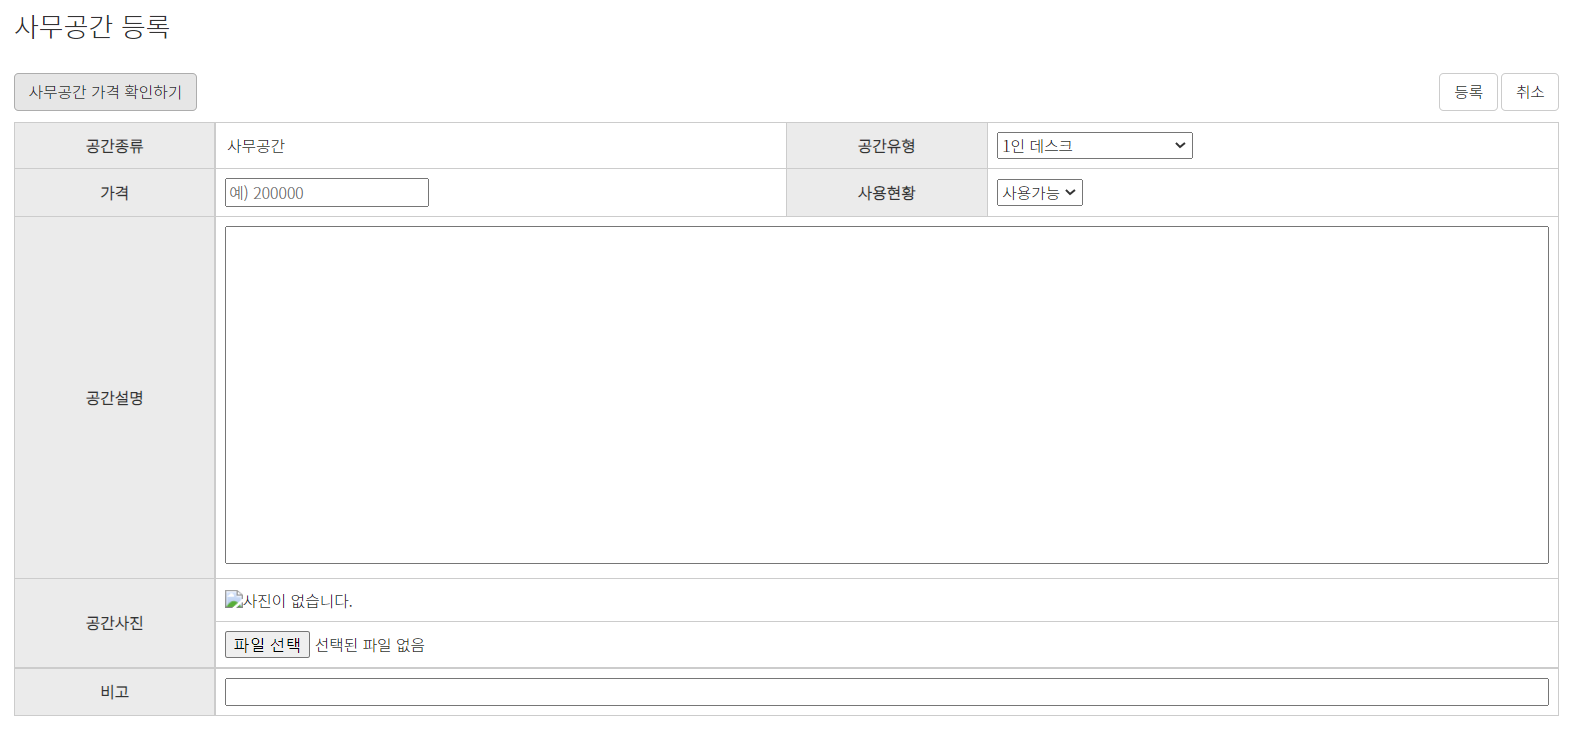 사무공간 등록
사무공간 가격 확인하기 등록 취소
공간종류 사무공간 공간유형 1인 데스크
가격 예) 200000 사용현황 사용가능
공간설명
공간사진 사진이 없습니다.
파일 선택 선택된 파일 없음
비고